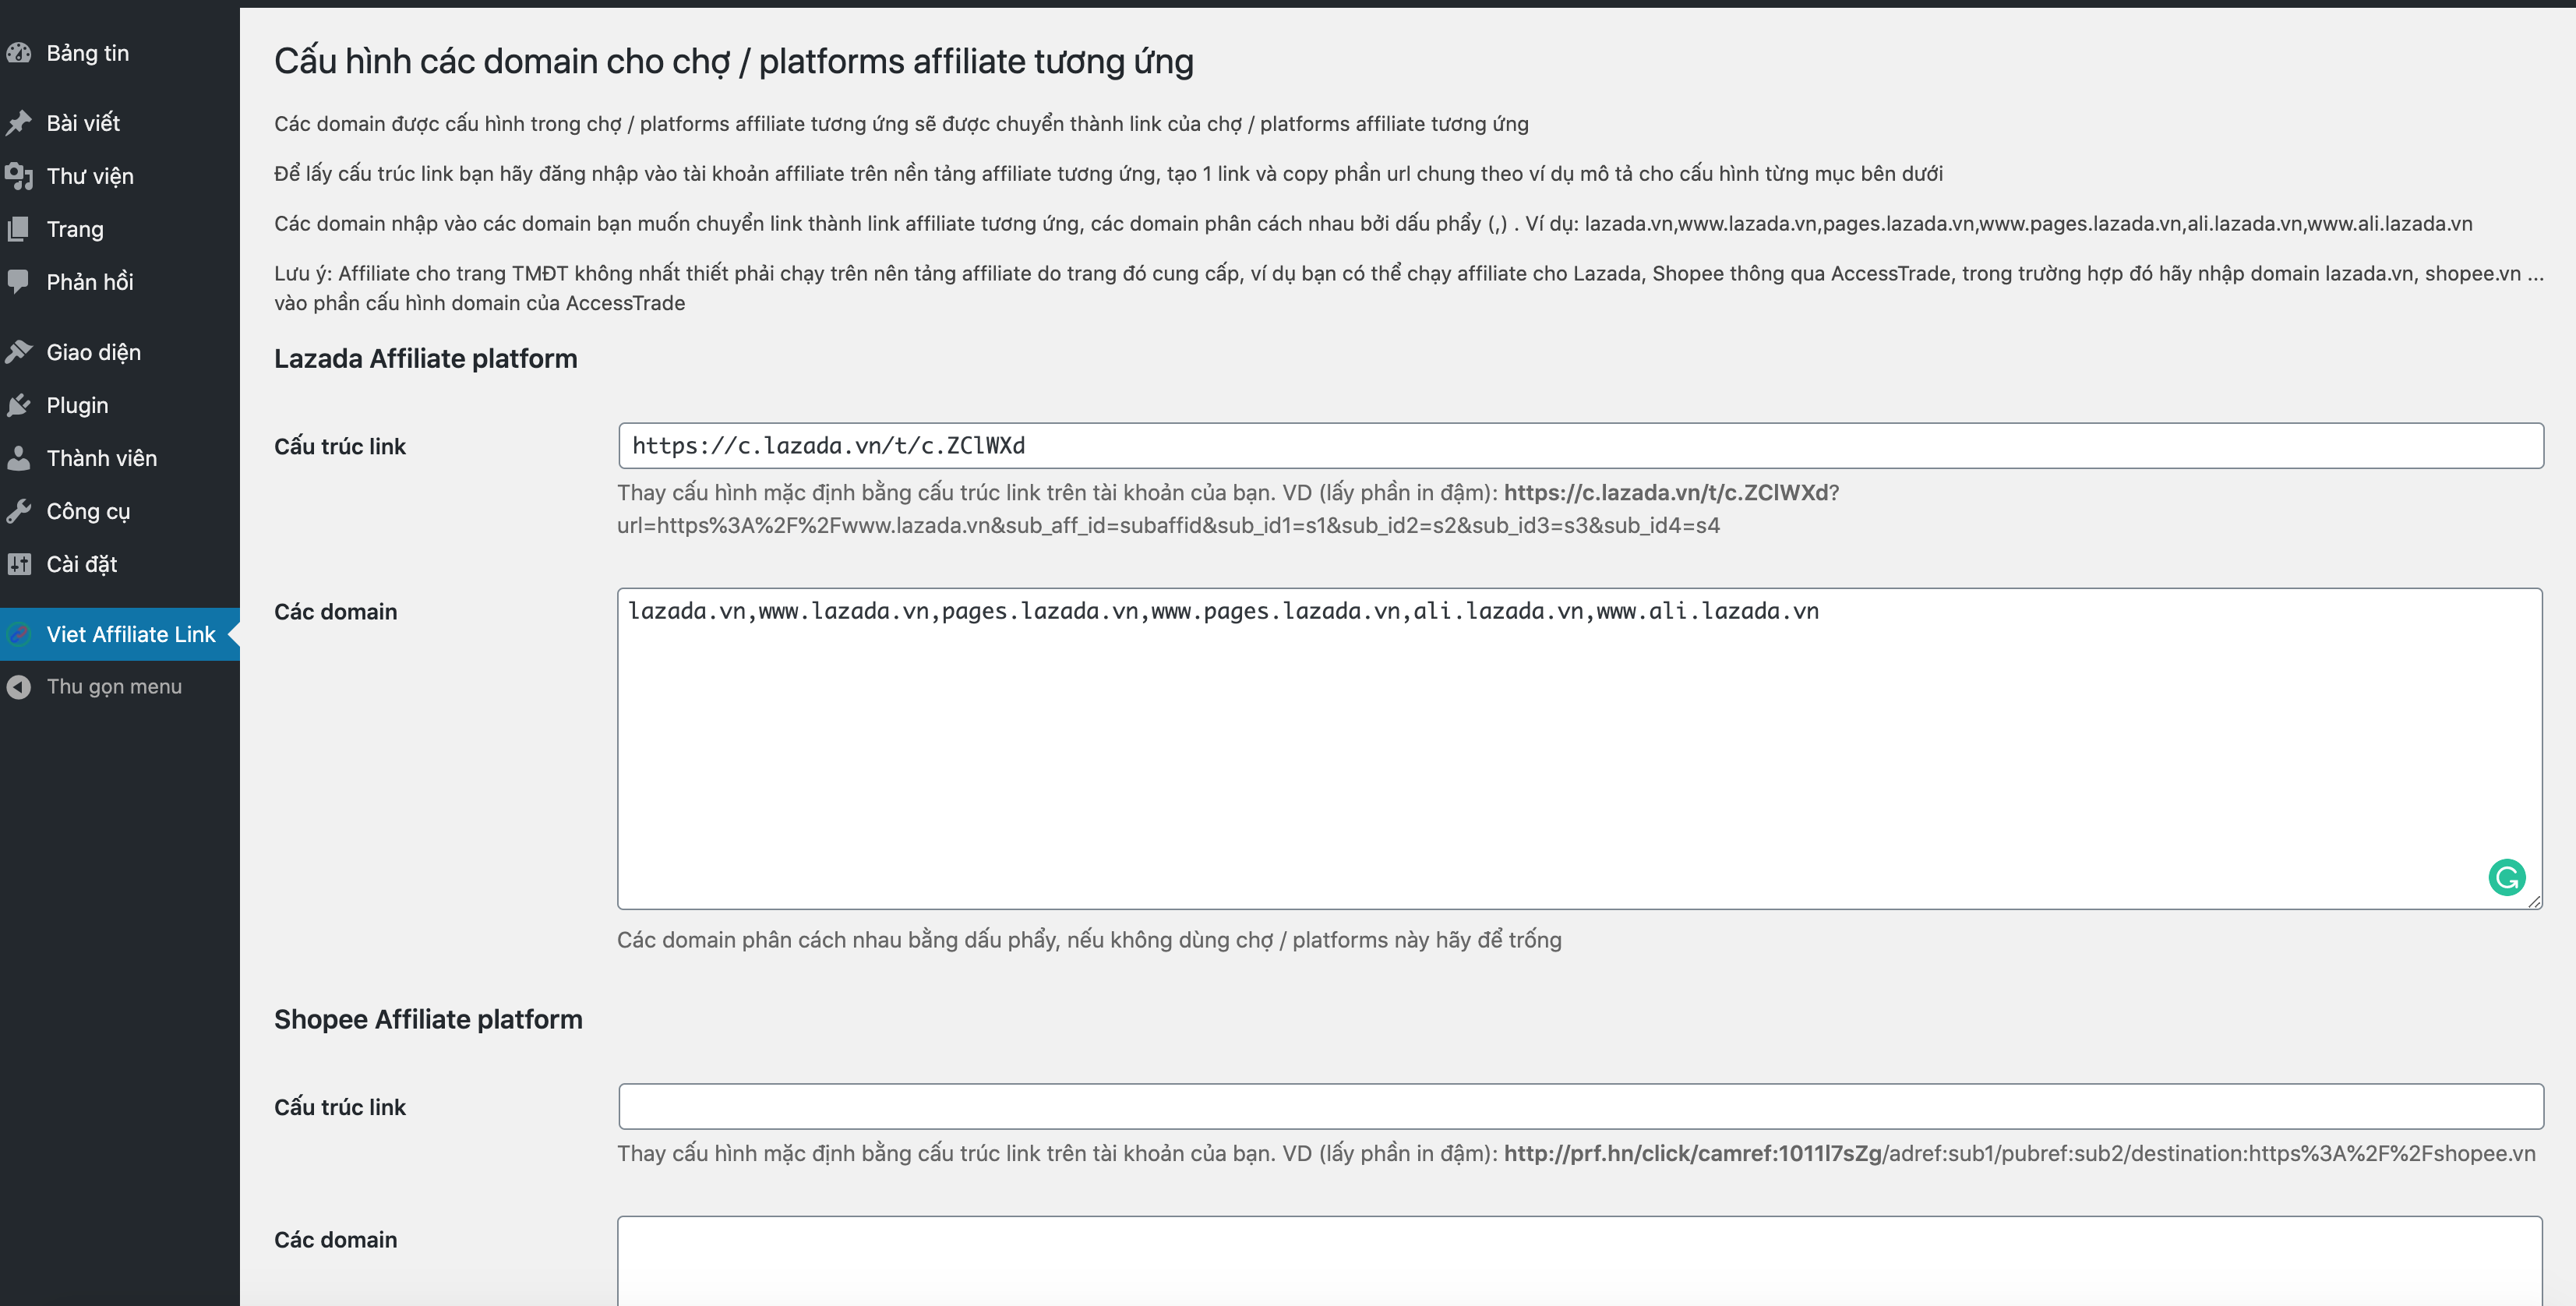 Bảng tin
Bài viết
Thư viện
Trang
Phản hồi
Giao diện
Plugin
Thành viên
Công cụ
Cài đặt
Viet Affiliate Link
Thu gọn menu
Cấu hình các domain cho chợ / platforms affiliate tương ứng
Các domain được cấu hình trong chợ / platforms affiliate tương ứng sẽ được chuyển thành link của chợ / platforms affiliate tương ứng
Để lấy cấu trúc link bạn hãy đăng nhập vào tài khoản affiliate trên nền tảng affiliate tương ứng, tạo 1 link và copy phần url chung theo ví dụ mô tả cho cấu hình từng mục bên dưới
Các domain nhập vào các domain bạn muốn chuyển link thành link affiliate tương ứng, các domain phân cách nhau bởi dấu phẩy (,) . Ví dụ: lazada.vn,www.lazada.vn,pages.lazada.vn,www.pages.lazada.vn,ali.lazada.vn,www.ali.lazada.vn
Lưu ý: Affiliate cho trang TMĐT không nhất thiết phải chạy trên nên tảng affiliate do trang đó cung cấp, ví dụ bạn có thể chạy affiliate cho Lazada, Shopee thông qua AccessTrade, trong trường hợp đó hãy nhập domain lazada.vn, shopee.vn ...
vào phần cấu hình domain của AccessTrade
Lazada Affiliate platform
Cấu trúc link
https://c.lazada.vn/t/c.ZClWXd
Thay cấu hình mặc định bằng cấu trúc link trên tài khoản của bạn. VD (lấy phần in đậm): https://c.lazada.vn/t/c.ZClWXd?
url=https%3A%2F%2Fwww.lazada.vn&sub_aff_id=subaffid&sub_id1=s1&sub_id2=s2&sub_id3=s3&sub_id4=s4
Các domain
lazada.vn,www.lazada.vn,pages.lazada.vn,www.pages.lazada.vn,ali.lazada.vn,www.ali.lazada.vn
Các domain phân cách nhau bằng dấu phẩy, nếu không dùng chợ / platforms này hãy để trống
Shopee Affiliate platform
Cấu trúc link
Thay cấu hình mặc định bằng cấu trúc link trên tài khoản của bạn. VD (lấy phần in đậm): http://prf.hn/click/camref:1011l7sZg/adref:sub1/pubref:sub2/destination:https%3A%2F%2Fshopee.vn
Các domain